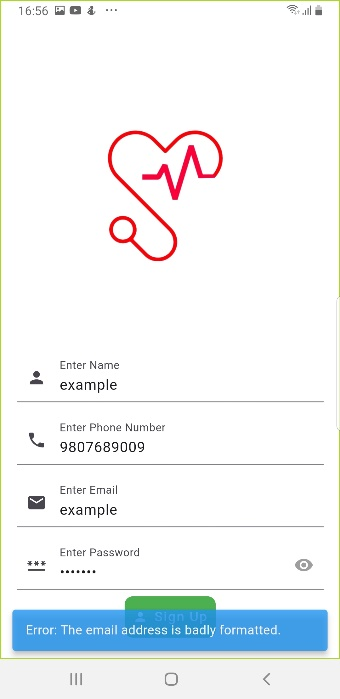 16:56
Enter Name
example
Enter Phone Number
9807689009
Enter Email
example
Enter Password
•••••••
Sign Up
Error: The email address is badly formatted.